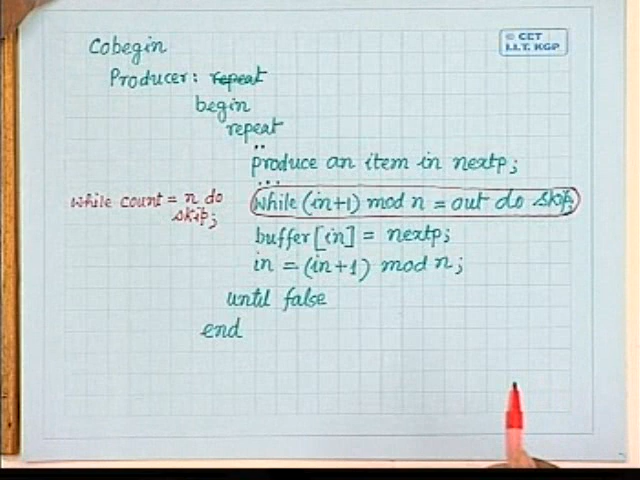 © CET
I.I.T. KGP
Cobegin
Producer: repeat
begin
repeat
..
produce an item in nextp;
...
while count = n do
skip;
while (in+1) mod n = out do skip;
buffer[in] = nextp;
in = (in+1) mod n;
until false
end